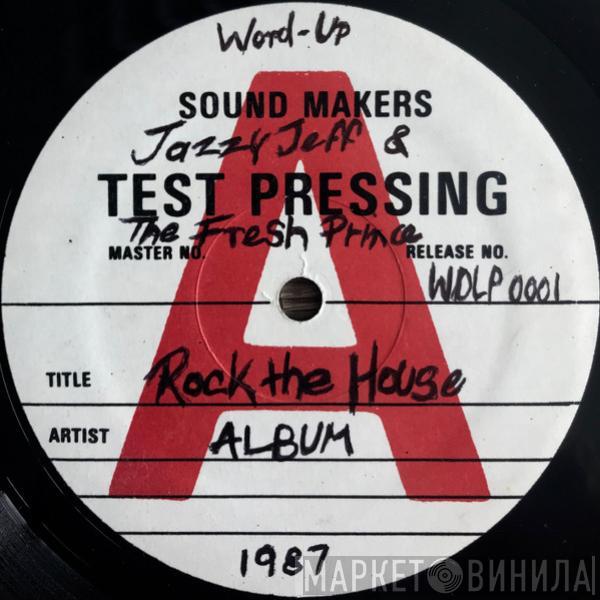 Word-Up
SOUND MAKERS
Jazzy Jeff &
TEST PRESSING
The Fresh Prince
MASTER NO.
RELEASE NO.
WDLP 0001
TITLE
Rock the House
ARTIST
ALBUM
1987
МАРКЕТ ВИНИЛА
A